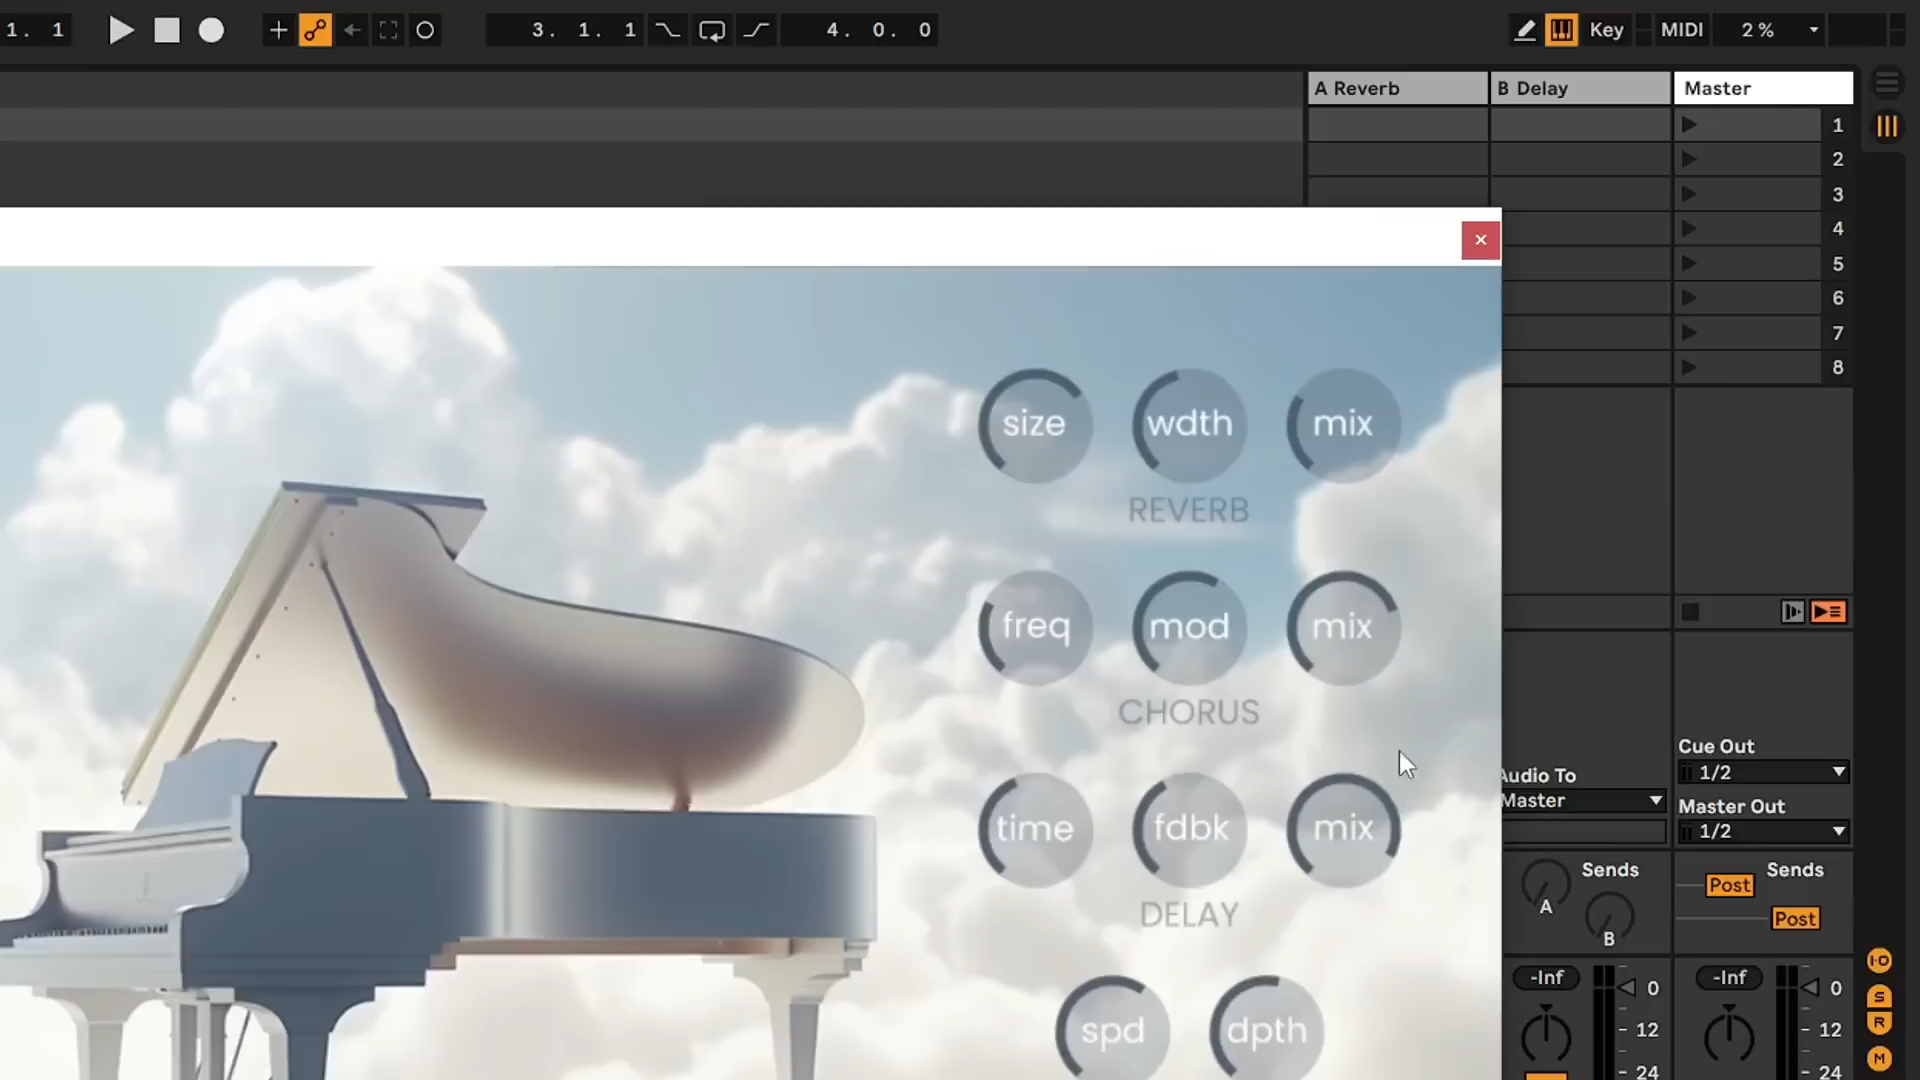 1. 1
3. 1. 1
4. 0. 0
Key
MIDI
2 %
A Reverb
B Delay
Master
1
2
3
4
5
6
7
8
size
wdth
mix
REVERB
freq
mod
mix
CHORUS
time
fdbk
mix
DELAY
spd
dpth
Audio To
Master
Cue Out
1/2
Master Out
1/2
Sends
A
B
Sends
Post
Post
-Inf
0
12
24
-Inf
0
12
24
I·O
S
R
M